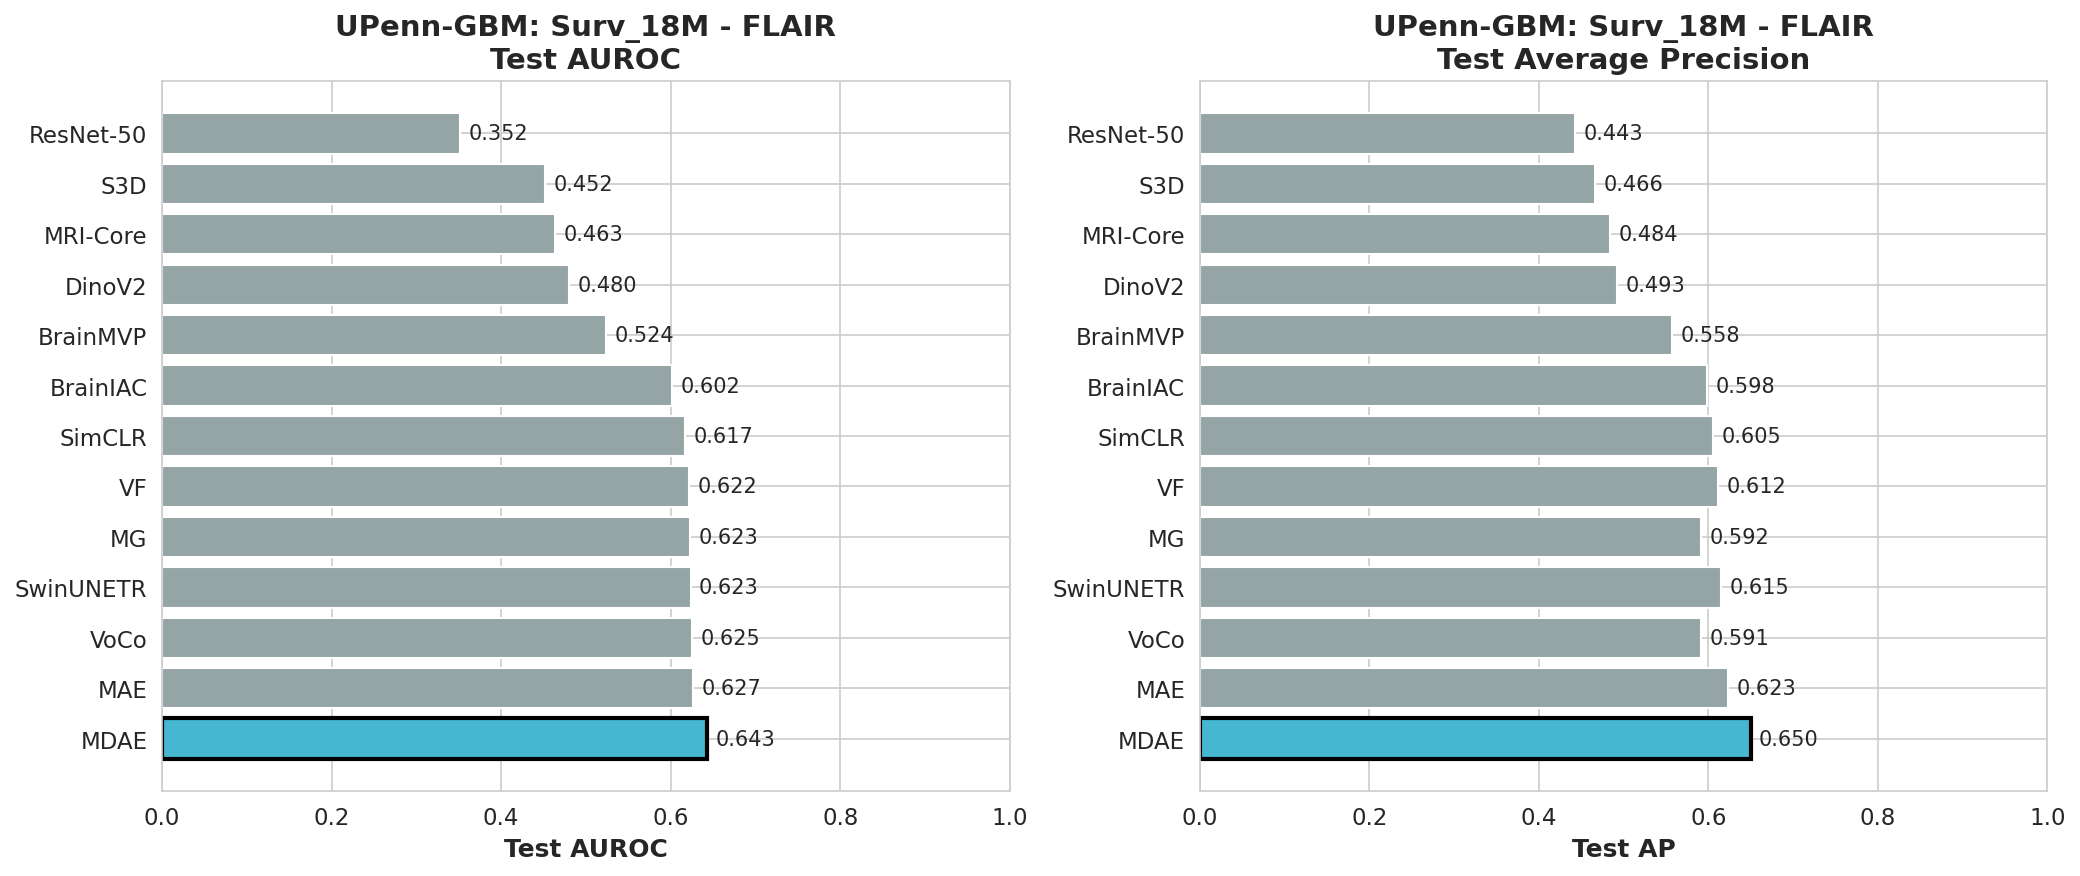 UPenn-GBM: Surv_18M - FLAIR
Test AUROC
ResNet-50 0.352
S3D 0.452
MRI-Core 0.463
DinoV2 0.480
BrainMVP 0.524
BrainIAC 0.602
SimCLR 0.617
VF 0.622
MG 0.623
SwinUNETR 0.623
VoCo 0.625
MAE 0.627
MDAE 0.643
0.0 0.2 0.4 0.6 0.8 1.0
Test AUROC
UPenn-GBM: Surv_18M - FLAIR
Test Average Precision
ResNet-50 0.443
S3D 0.466
MRI-Core 0.484
DinoV2 0.493
BrainMVP 0.558
BrainIAC 0.598
SimCLR 0.605
VF 0.612
MG 0.592
SwinUNETR 0.615
VoCo 0.591
MAE 0.623
MDAE 0.650
0.0 0.2 0.4 0.6 0.8 1.0
Test AP